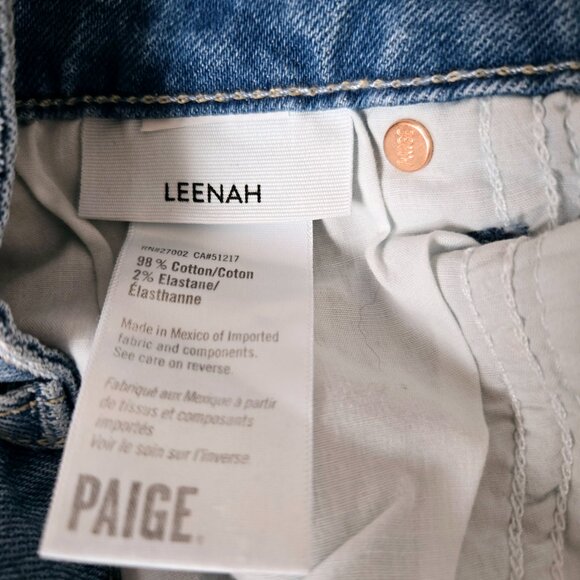 LEENAH
RN#27002 CA#51217
98 % Cotton/Coton
2% Elastane/
Élasthanne
Made in Mexico of Imported
fabric and components.
See care on reverse.
Fabriqué aux Mexique à partir
de tissus et composants
importés
Voir le soin sur l'inverse.
PAIGE.